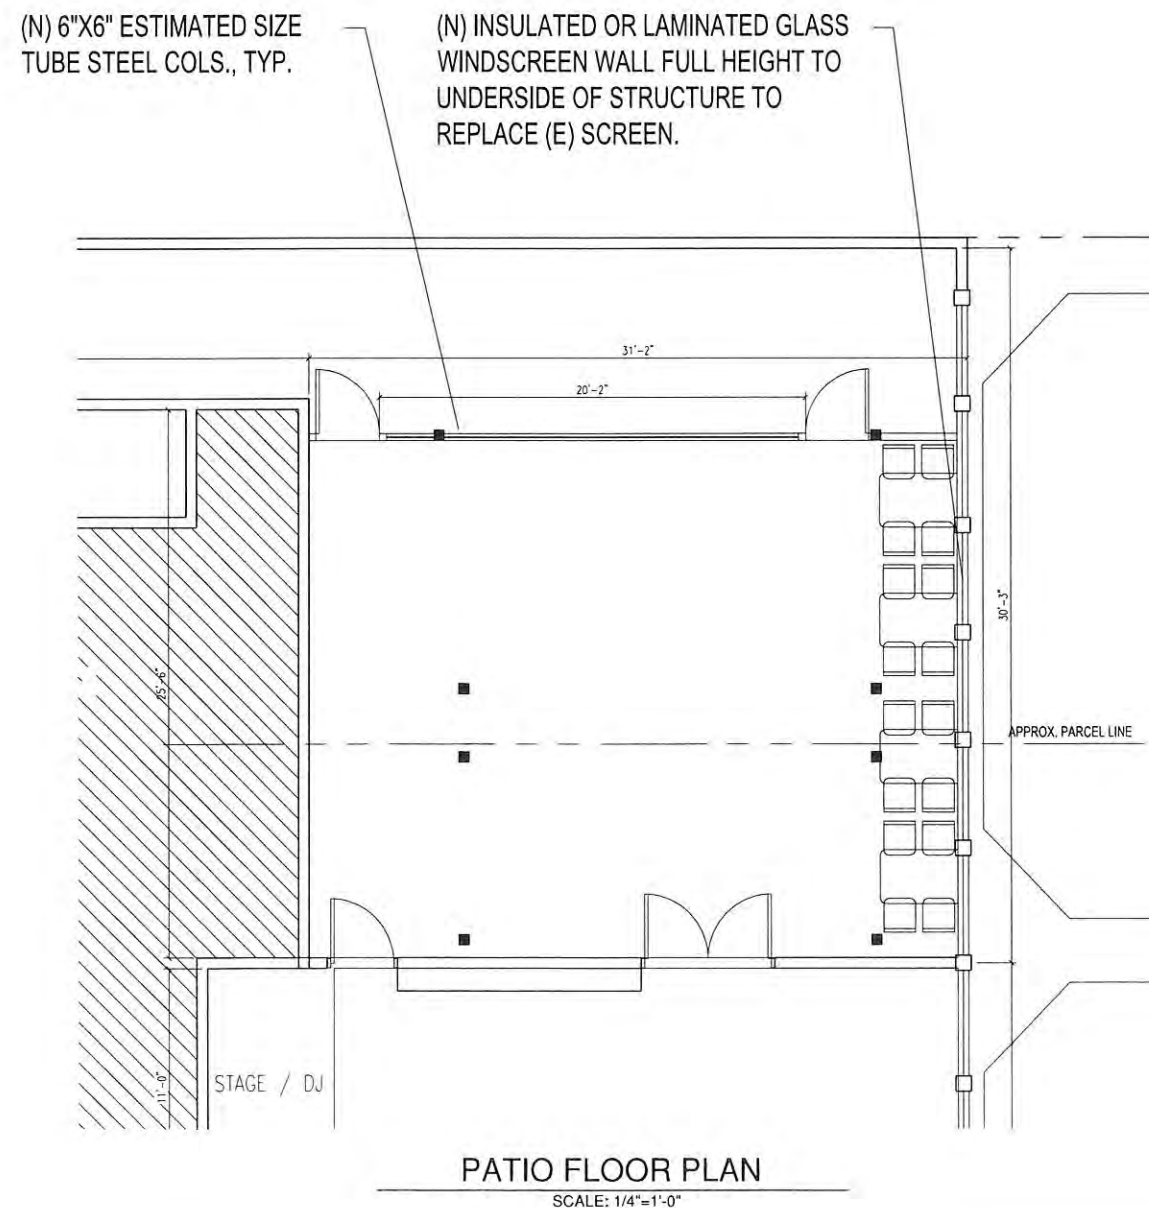 (N) 6"X6" ESTIMATED SIZE
TUBE STEEL COLS., TYP.
(N) INSULATED OR LAMINATED GLASS
WINDSCREEN WALL FULL HEIGHT TO
UNDERSIDE OF STRUCTURE TO
REPLACE (E) SCREEN.
31'-2"
20'-2"
30'-3"
25'-6"
APPROX. PARCEL LINE
11'-0"
STAGE / DJ
PATIO FLOOR PLAN
SCALE: 1/4"=1'-0"